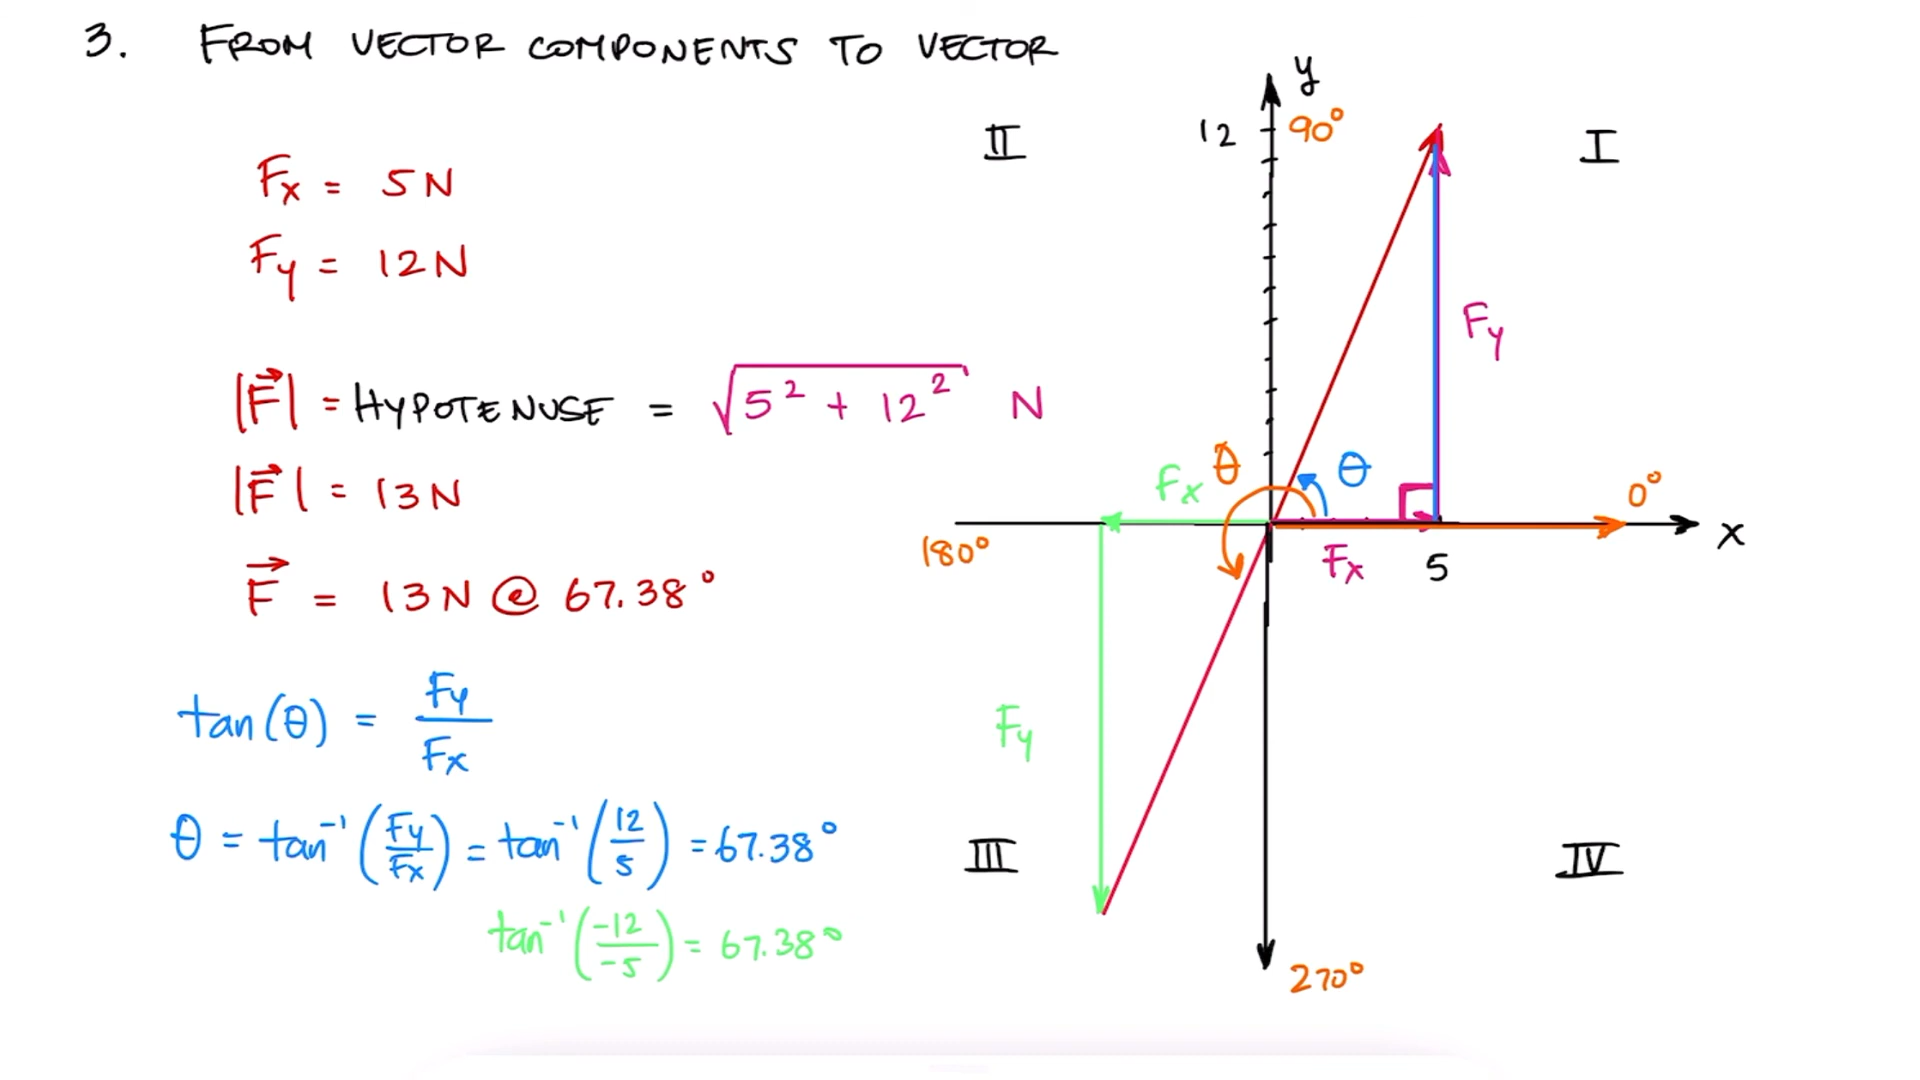 3. FROM VECTOR COMPONENTS TO VECTOR
Fx = 5N
Fy = 12N
|F⃗| = HYPOTENUSE = √(5² + 12²) N
|F⃗| = 13N
F⃗ = 13N @ 67.38°
tan(θ) = Fy/Fx
θ = tan⁻¹(Fy/Fx) = tan⁻¹(12/5) = 67.38°
tan⁻¹(-12/-5) = 67.38°
y
II
12
90°
I
Fy
Fx
θ
θ
0°
180°
Fx
5
x
Fy
III
IV
270°